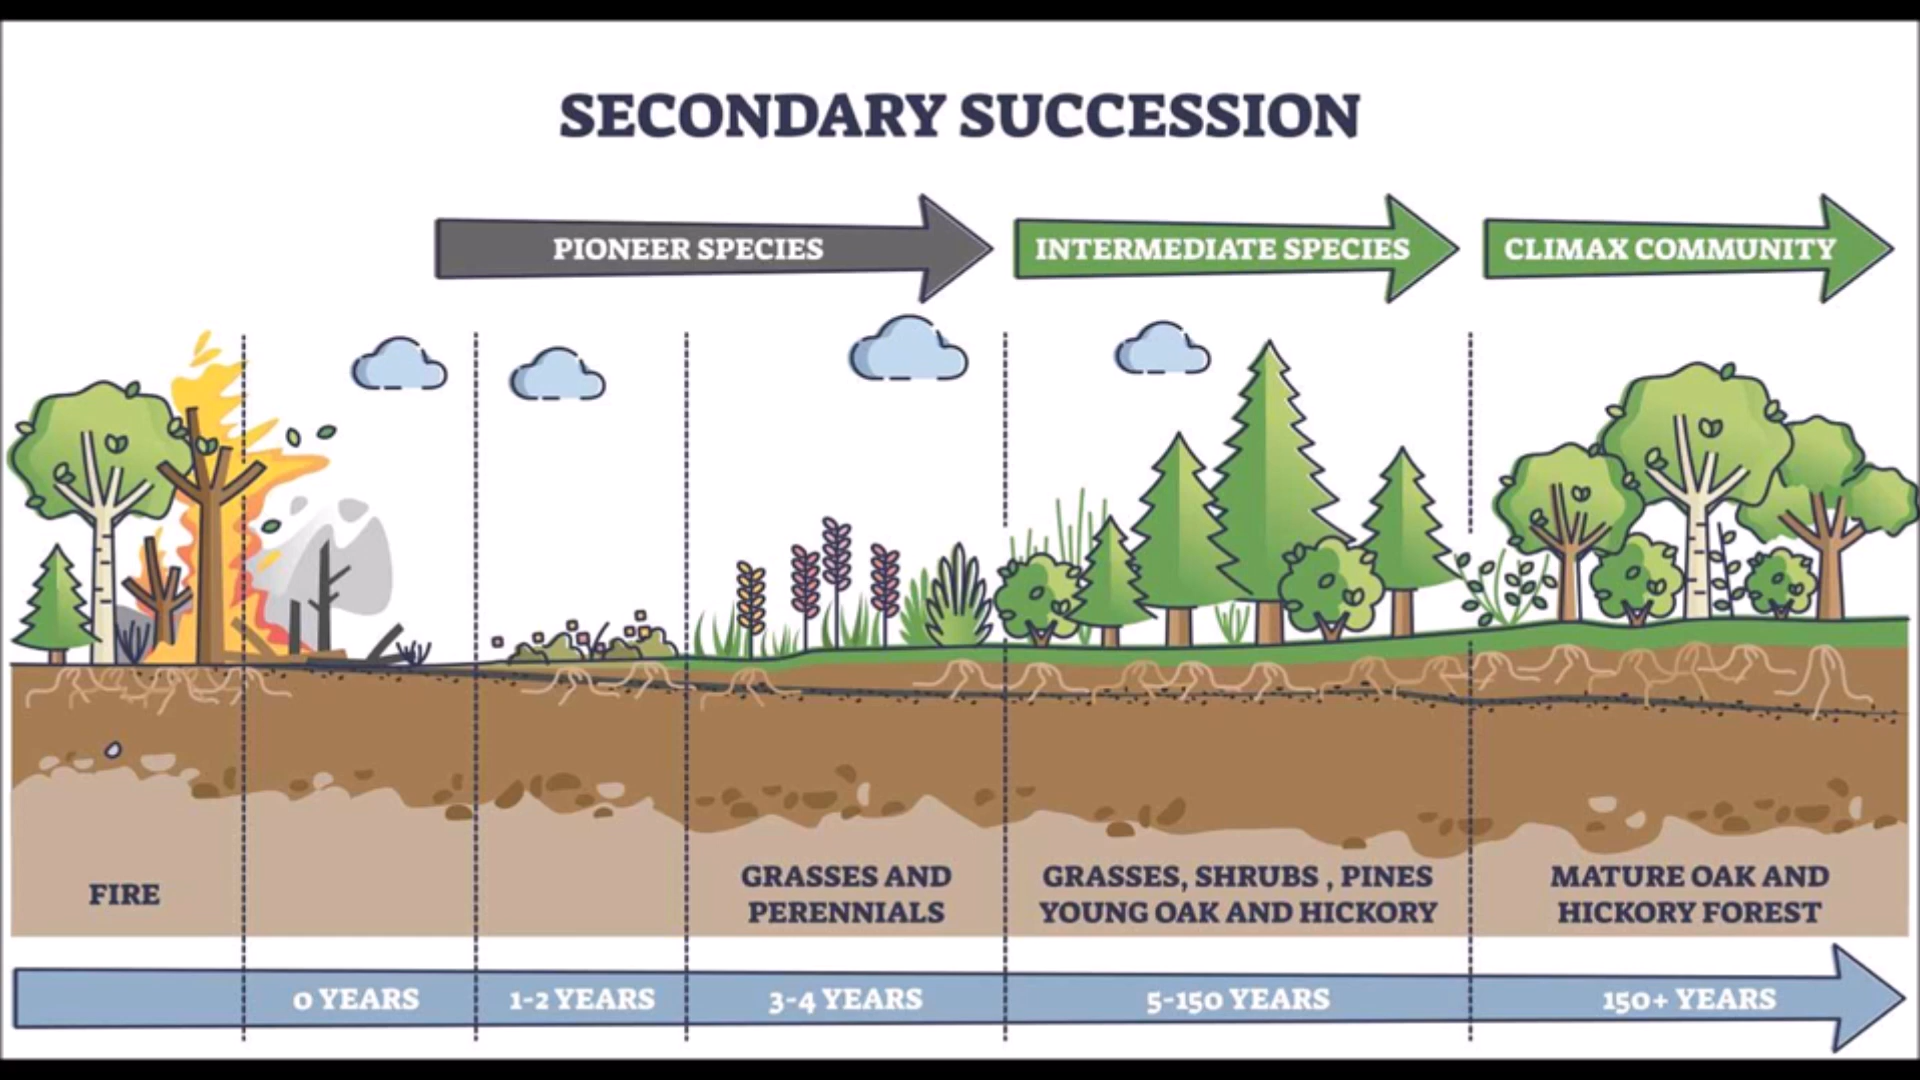 SECONDARY SUCCESSION
PIONEER SPECIES
INTERMEDIATE SPECIES
CLIMAX COMMUNITY
FIRE
GRASSES AND
PERENNIALS
GRASSES, SHRUBS , PINES
YOUNG OAK AND HICKORY
MATURE OAK AND
HICKORY FOREST
0 YEARS
1-2 YEARS
3-4 YEARS
5-150 YEARS
150+ YEARS